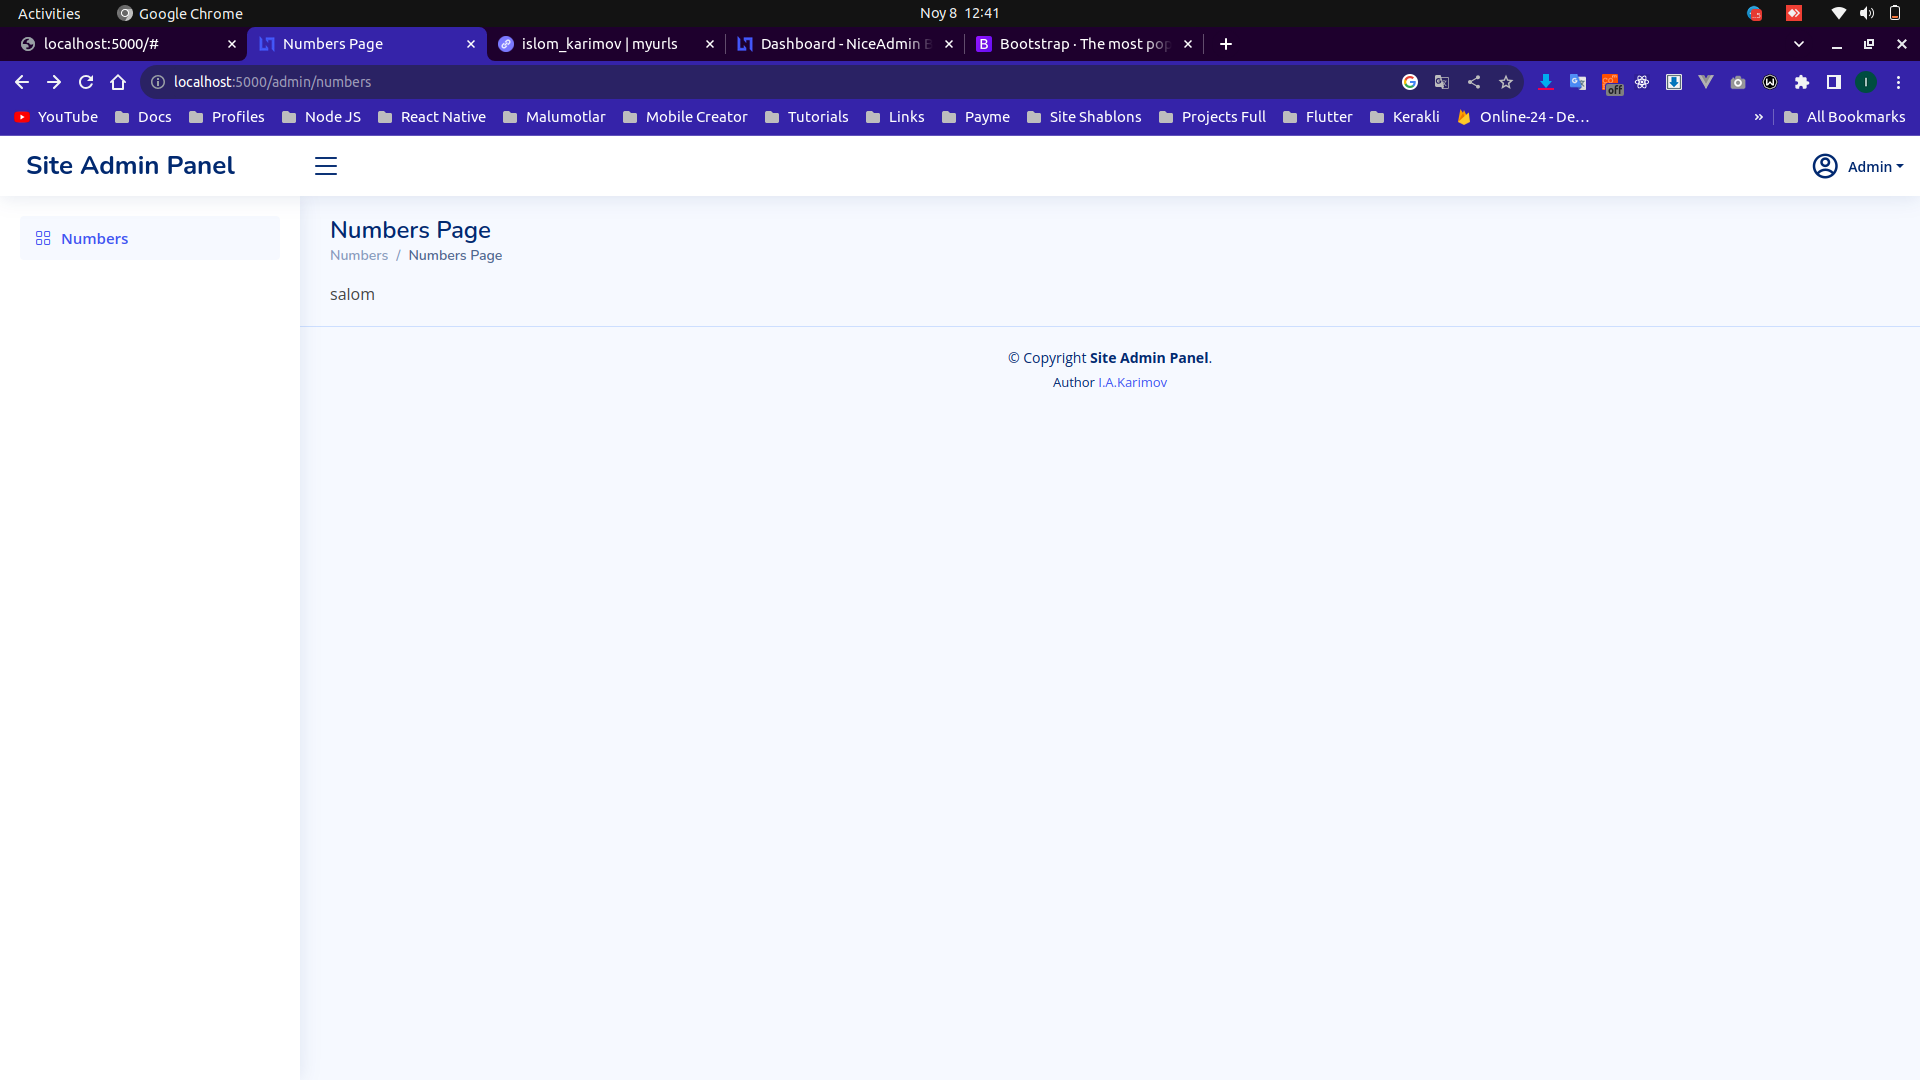 Activities
Google Chrome
Noy 8 12:41
localhost:5000/#
Numbers Page
islom_karimov | myurls
Dashboard - NiceAdmin B
Bootstrap · The most pop
localhost:5000/admin/numbers
off
I
YouTube
Docs
Profiles
Node JS
React Native
Malumotlar
Mobile Creator
Tutorials
Links
Payme
Site Shablons
Projects Full
Flutter
Kerakli
Online-24 - De...
»
All Bookmarks
Site Admin Panel
Admin
Numbers
Numbers Page
Numbers / Numbers Page
salom
© Copyright Site Admin Panel.
Author I.A.Karimov